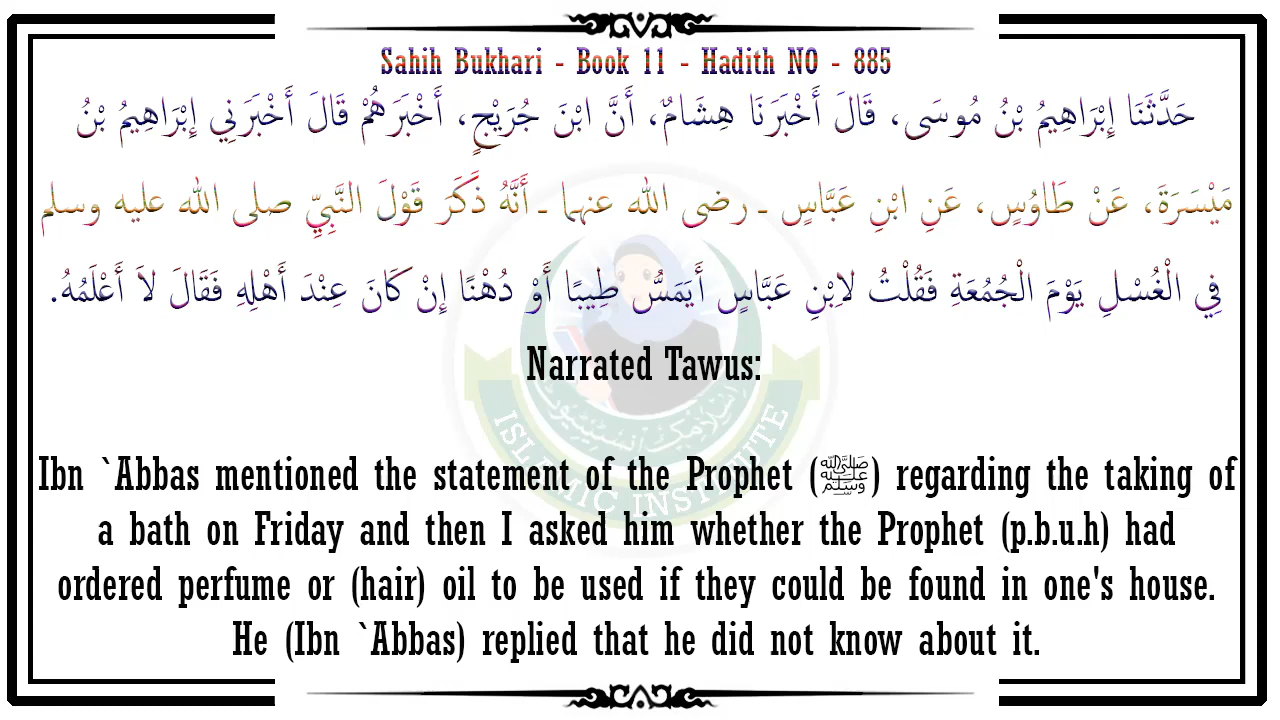 Sahih Bukhari - Book 11 - Hadith NO - 885
حَدَّثَنَا إِبْرَاهِيمُ بْنُ مُوسَى، قَالَ أَخْبَرَنَا هِشَامٌ، أَنَّ ابْنَ جُرَيْجٍ، أَخْبَرَهُمْ قَالَ أَخْبَرَنِي إِبْرَاهِيمُ بْنُ
مَيْسَرَةَ، عَنْ طَاوُسٍ، عَنِ ابْنِ عَبَّاسٍ ـ رضى الله عنهما ـ أَنَّهُ ذَكَرَ قَوْلَ النَّبِيِّ صلى الله عليه وسلم
فِي الْغُسْلِ يَوْمَ الْجُمُعَةِ فَقُلْتُ لاِبْنِ عَبَّاسٍ أَيَمَسُّ طِيبًا أَوْ دُهْنًا إِنْ كَانَ عِنْدَ أَهْلِهِ فَقَالَ لاَ أَعْلَمُهُ.
Narrated Tawus:
Ibn `Abbas mentioned the statement of the Prophet (ﷺ) regarding the taking of
a bath on Friday and then I asked him whether the Prophet (p.b.u.h) had
ordered perfume or (hair) oil to be used if they could be found in one's house.
He (Ibn `Abbas) replied that he did not know about it.
اسلامک انسٹیٹیوٹ
ISLAMIC INSTITUTE